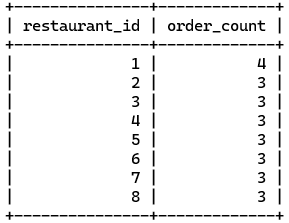 +---------------+-------------+
| restaurant_id | order_count |
+---------------+-------------+
|             1 |           4 |
|             2 |           3 |
|             3 |           3 |
|             4 |           3 |
|             5 |           3 |
|             6 |           3 |
|             7 |           3 |
|             8 |           3 |
+---------------+-------------+